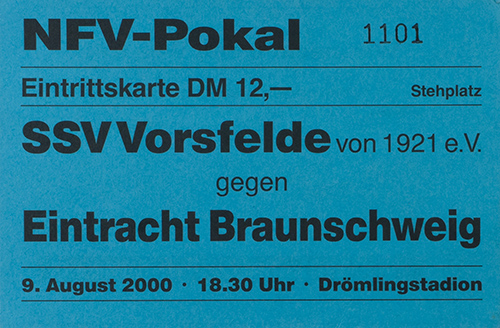 NFV-Pokal 1101
Eintrittskarte DM 12,—
Stehplatz
SSV Vorsfelde von 1921 e.V.
gegen
Eintracht Braunschweig
9. August 2000 · 18.30 Uhr · Drömlingstadion